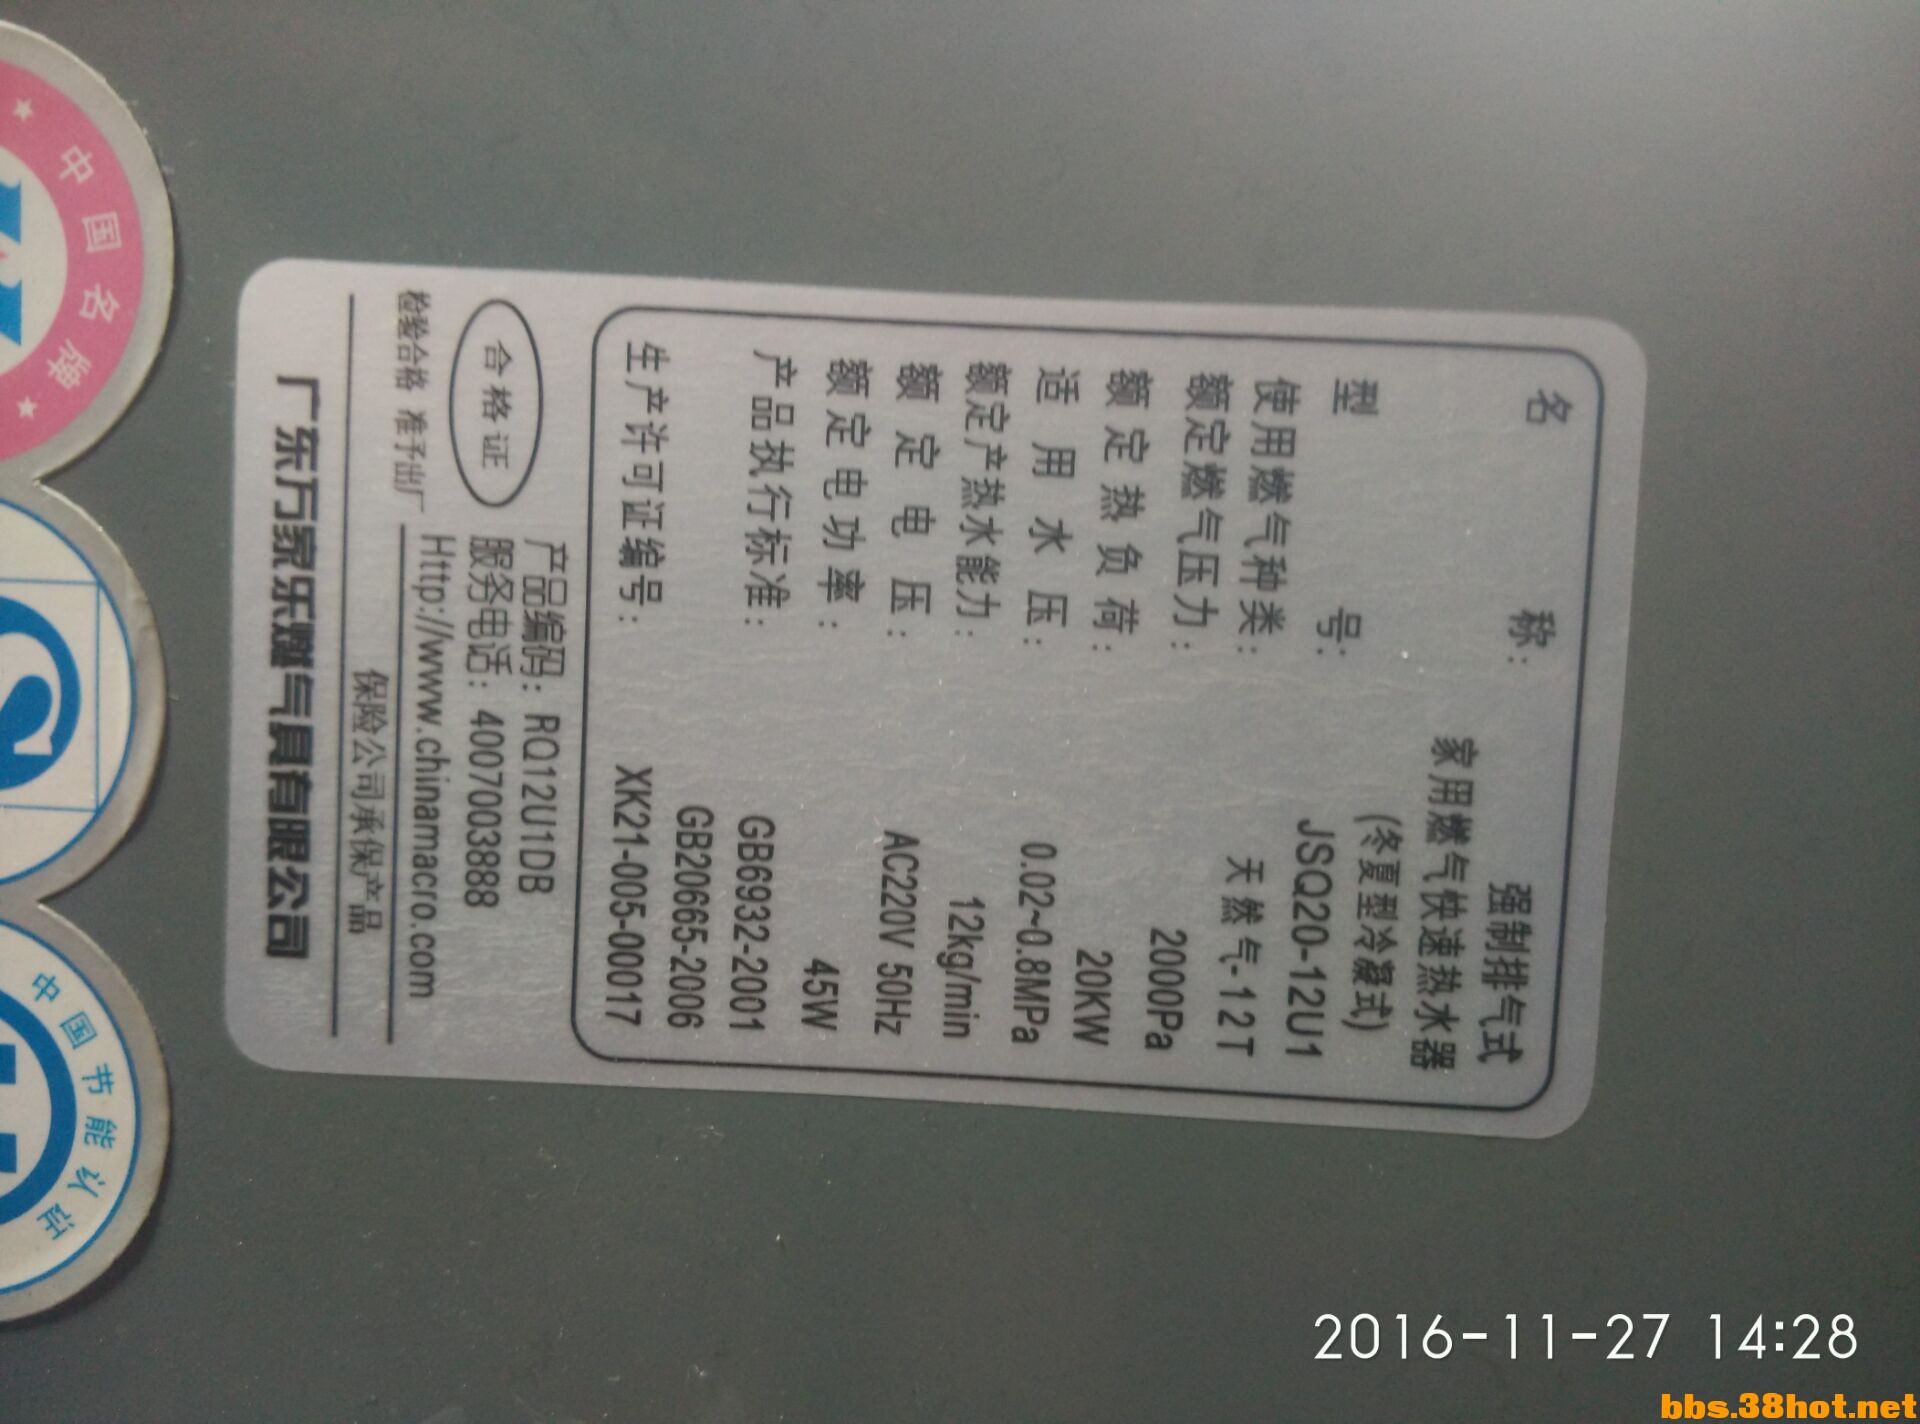 名 称： 强制排气式
家用燃气快速热水器
(冬夏型冷凝式)
型 号： JSQ20-12U1
使用燃气种类： 天然气-12T
额定燃气压力： 2000Pa
额定热负荷： 20KW
适用水压： 0.02~0.8MPa
额定产热水能力： 12kg/min
额定电压： AC220V 50Hz
额定电功率： 45W
产品执行标准： GB6932-2001
GB20665-2006
生产许可证编号： XK21-005-00017
合格证
检验合格 准予出厂
产品编码： RQ12U1DB
服务电话： 4007003888
Http://www.chinamacro.com
保险公司承保产品
广东万家乐燃气具有限公司
中国名牌
S
中国节能认证
2016-11-27 14:28
bbs.38hot.net